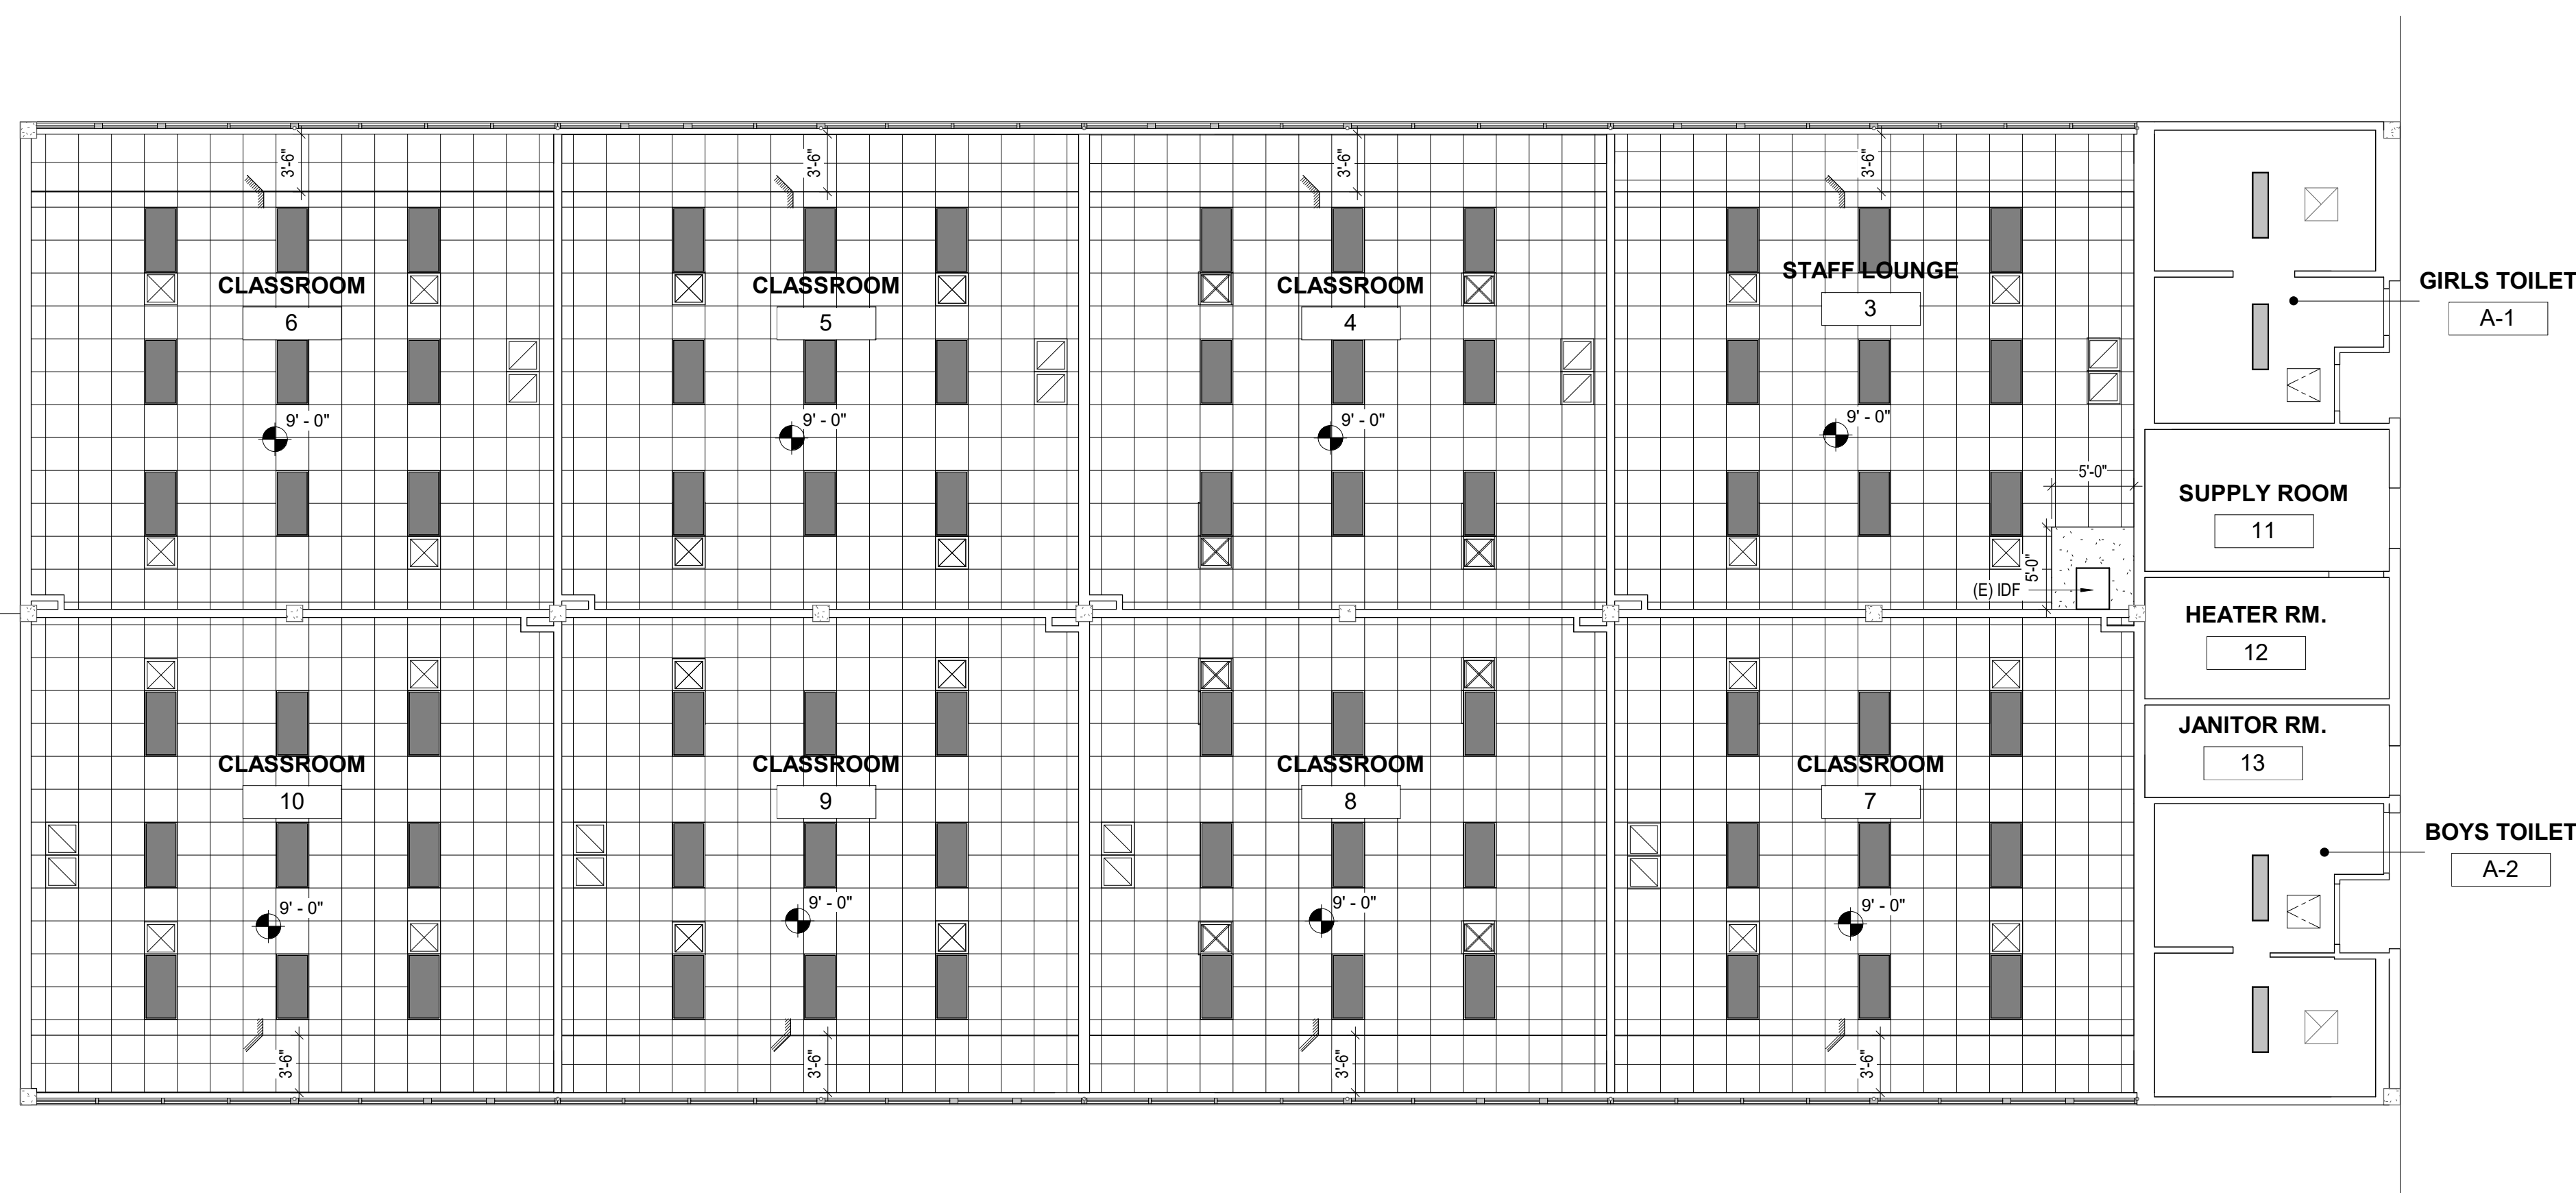 3'-6"
3'-6"
3'-6"
3'-6"
CLASSROOM
6
CLASSROOM
5
CLASSROOM
4
STAFF LOUNGE
3
GIRLS TOILET
A-1
9' - 0"
9' - 0"
9' - 0"
9' - 0"
5'-0"
5'-0"
(E) IDF
SUPPLY ROOM
11
HEATER RM.
12
JANITOR RM.
13
CLASSROOM
10
CLASSROOM
9
CLASSROOM
8
CLASSROOM
7
BOYS TOILET
A-2
9' - 0"
9' - 0"
9' - 0"
9' - 0"
3'-6"
3'-6"
3'-6"
3'-6"